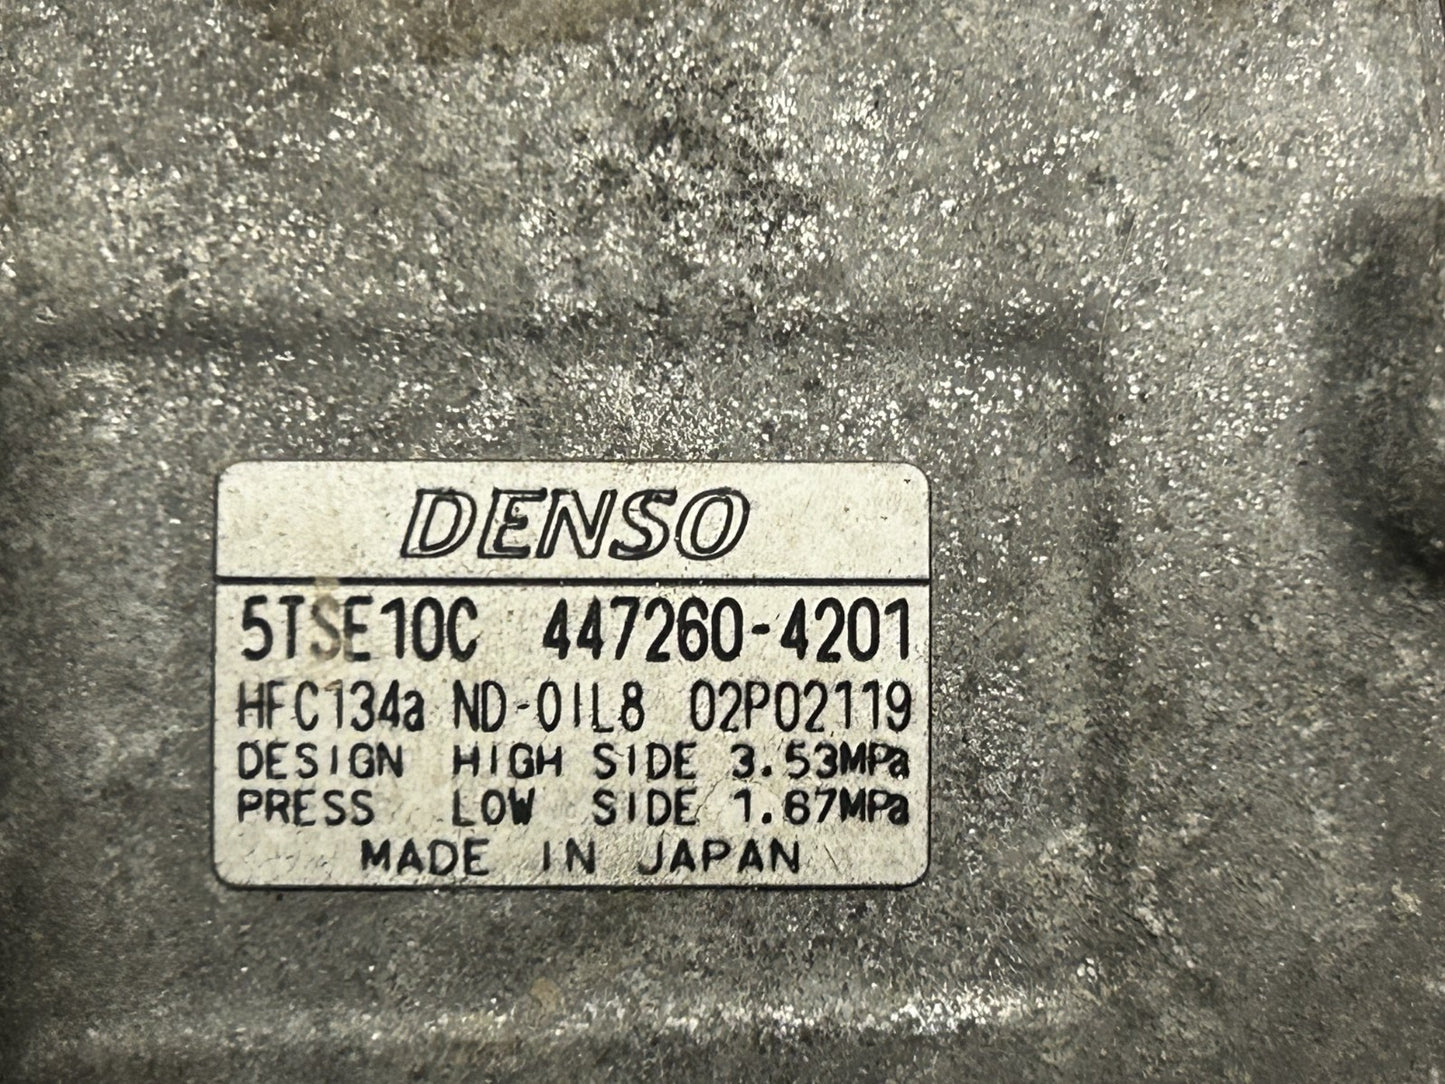 DENSO
5TSE10C 447260-4201
HFC134a ND-OIL8 02P02119
DESIGN HIGH SIDE 3.53MPa
PRESS LOW SIDE 1.67MPa
MADE IN JAPAN